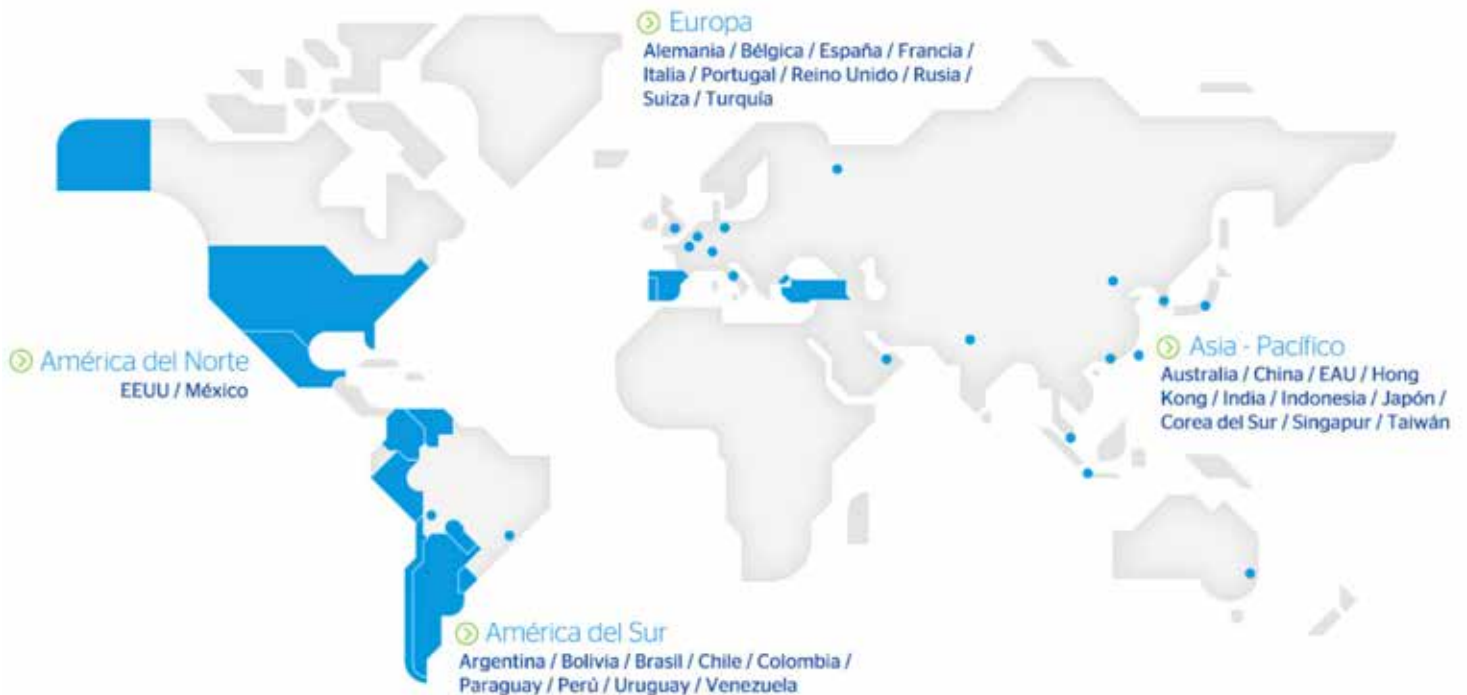 Europa
Alemania / Bélgica / España / Francia /
Italia / Portugal / Reino Unido / Rusia /
Suiza / Turquía
América del Norte
EEUU / México
Asia - Pacífico
Australia / China / EAU / Hong
Kong / India / Indonesia / Japón /
Corea del Sur / Singapur / Taiwán
América del Sur
Argentina / Bolivia / Brasil / Chile / Colombia /
Paraguay / Perú / Uruguay / Venezuela